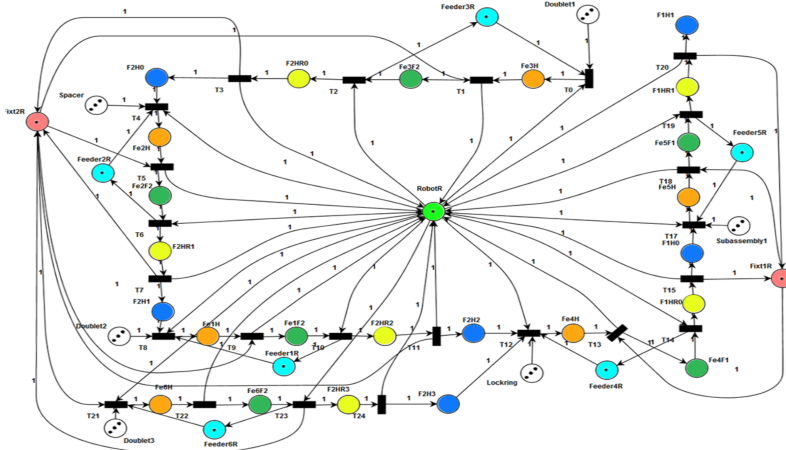 Feeder3R
Doublet1
F1H1
F2H0
F2HR0
Fe3F2
Fe3H
T3
T2
T1
T0
T20
F1HR1
Spacer
Fixt2R
T4
Fe2H
T19
Fe5F1
Feeder5R
Feeder2R
T5
Fe2F2
RobotR
T18
Fe5H
T6
F2HR1
T17
F1H0
Subassembly1
T7
F2H1
T15
Fixt1R
F1HR0
Doublet2
Fe1H
Fe1F2
F2HR2
F2H2
Fe4H
T8
T9
T10
T11
T12
T13
T14
Feeder1R
Feeder4R
Fe4F1
Lockring
Fe6H
Fe6F2
F2HR3
F2H3
T21
T22
T23
T24
Doublet3
Feeder6R